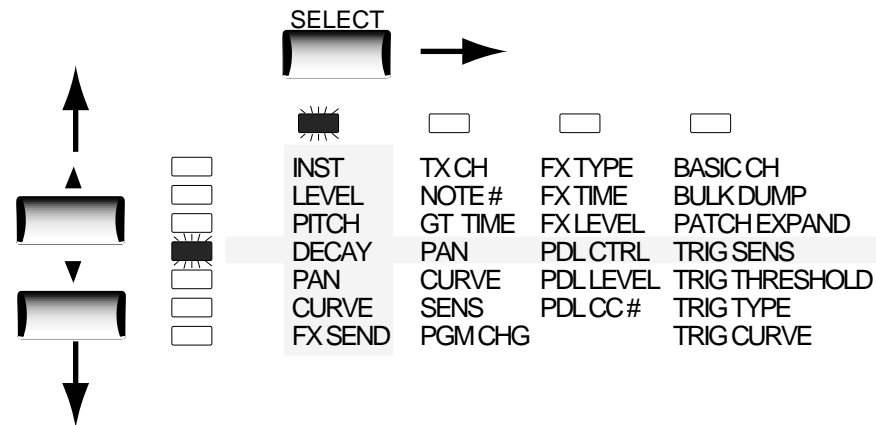 SELECT
INST TX CH FX TYPE BASIC CH
LEVEL NOTE # FX TIME BULK DUMP
PITCH GT TIME FX LEVEL PATCH EXPAND
DECAY PAN PDL CTRL TRIG SENS
PAN CURVE PDL LEVEL TRIG THRESHOLD
CURVE SENS PDL CC # TRIG TYPE
FX SEND PGM CHG TRIG CURVE